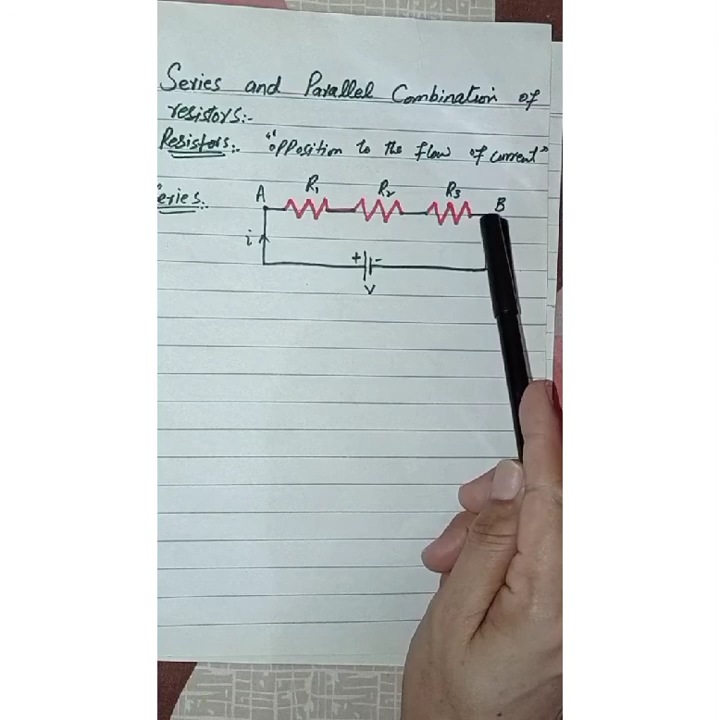 Series and Parallel Combination of
resistors:-
Resistors:- "opposition to the flow of current"
Series.
A R₁ R₂ R₃ B
i
+ -
V